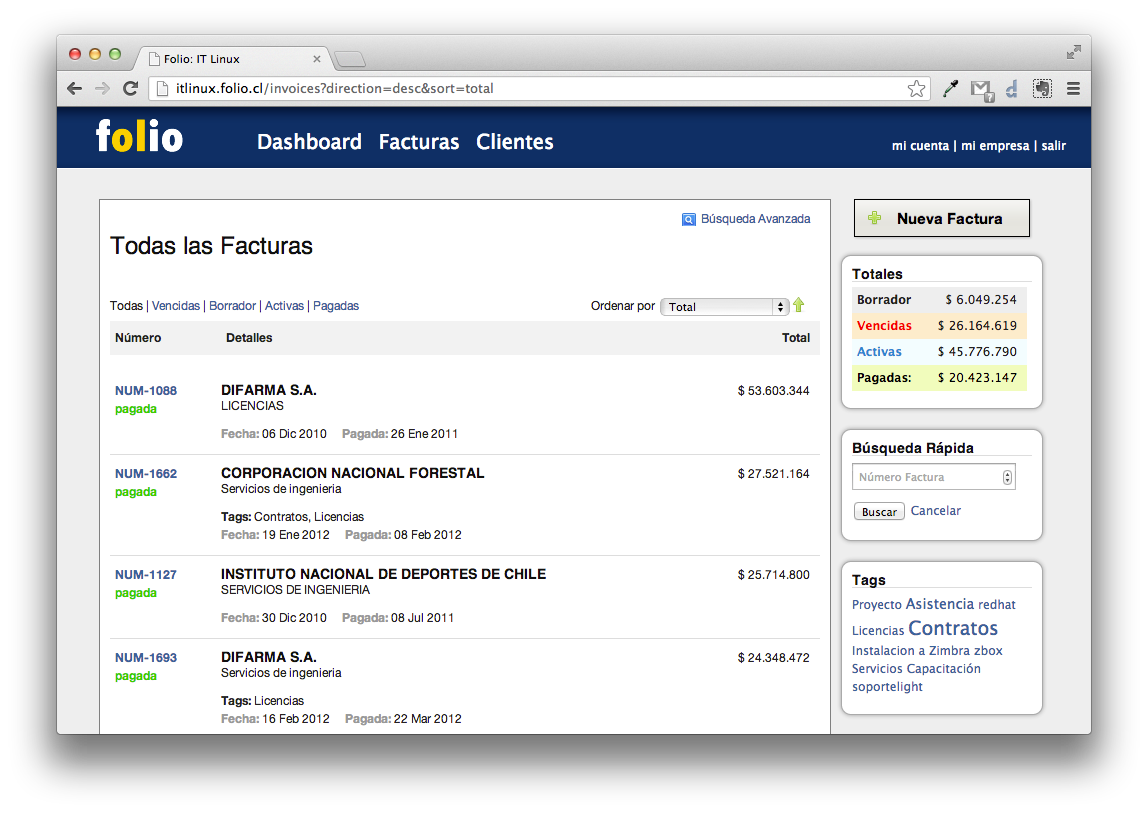 Folio: IT Linux
itlinux.folio.cl/invoices?direction=desc&sort=total
folio
Dashboard Facturas Clientes
mi cuenta | mi empresa | salir
Búsqueda Avanzada
Todas las Facturas
Todas | Vencidas | Borrador | Activas | Pagadas
Ordenar por Total
Número Detalles Total
NUM-1088 DIFARMA S.A. $ 53.603.344
pagada LICENCIAS
Fecha: 06 Dic 2010 Pagada: 26 Ene 2011
NUM-1662 CORPORACION NACIONAL FORESTAL $ 27.521.164
pagada Servicios de ingenieria
Tags: Contratos, Licencias
Fecha: 19 Ene 2012 Pagada: 08 Feb 2012
NUM-1127 INSTITUTO NACIONAL DE DEPORTES DE CHILE $ 25.714.800
pagada SERVICIOS DE INGENIERIA
Fecha: 30 Dic 2010 Pagada: 08 Jul 2011
NUM-1693 DIFARMA S.A. $ 24.348.472
pagada Servicios de ingenieria
Tags: Licencias
Fecha: 16 Feb 2012 Pagada: 22 Mar 2012
Nueva Factura
Totales
Borrador $ 6.049.254
Vencidas $ 26.164.619
Activas $ 45.776.790
Pagadas: $ 20.423.147
Búsqueda Rápida
Número Factura
Buscar Cancelar
Tags
Proyecto Asistencia redhat
Licencias Contratos
Instalacion a Zimbra zbox
Servicios Capacitación
soportelight